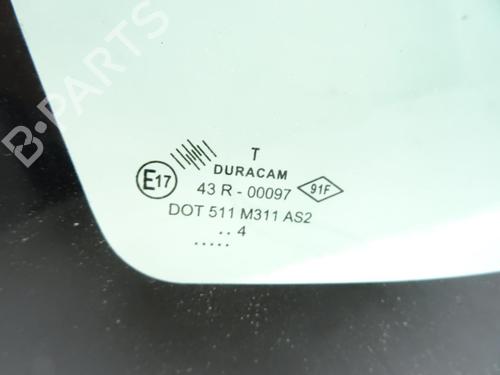 B-PARTS
T
DURACAM
E17
43 R - 00097
91F
DOT 511 M311 AS2
.. 4
.....